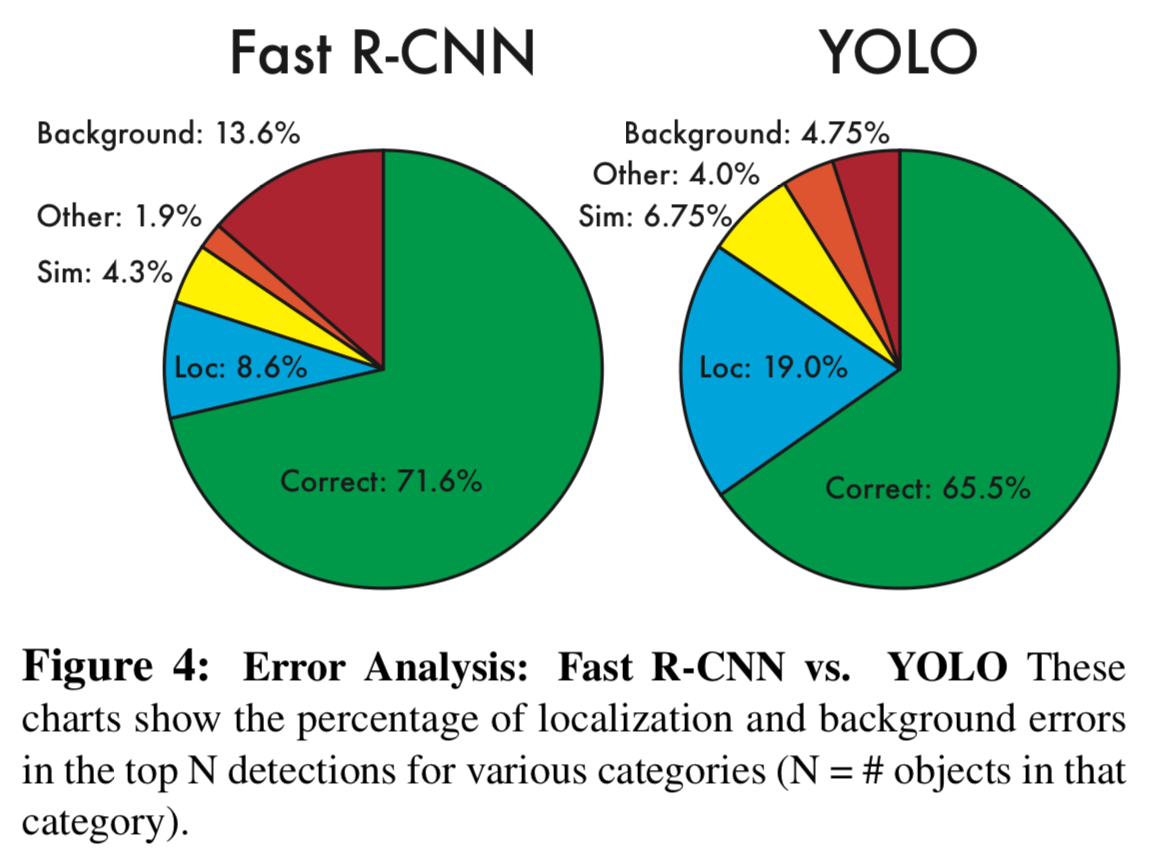 Fast R-CNN
Background: 13.6%
Other: 1.9%
Sim: 4.3%
Loc: 8.6%
Correct: 71.6%
YOLO
Background: 4.75%
Other: 4.0%
Sim: 6.75%
Loc: 19.0%
Correct: 65.5%
Figure 4: Error Analysis: Fast R-CNN vs. YOLO These
charts show the percentage of localization and background errors
in the top N detections for various categories (N = # objects in that
category).